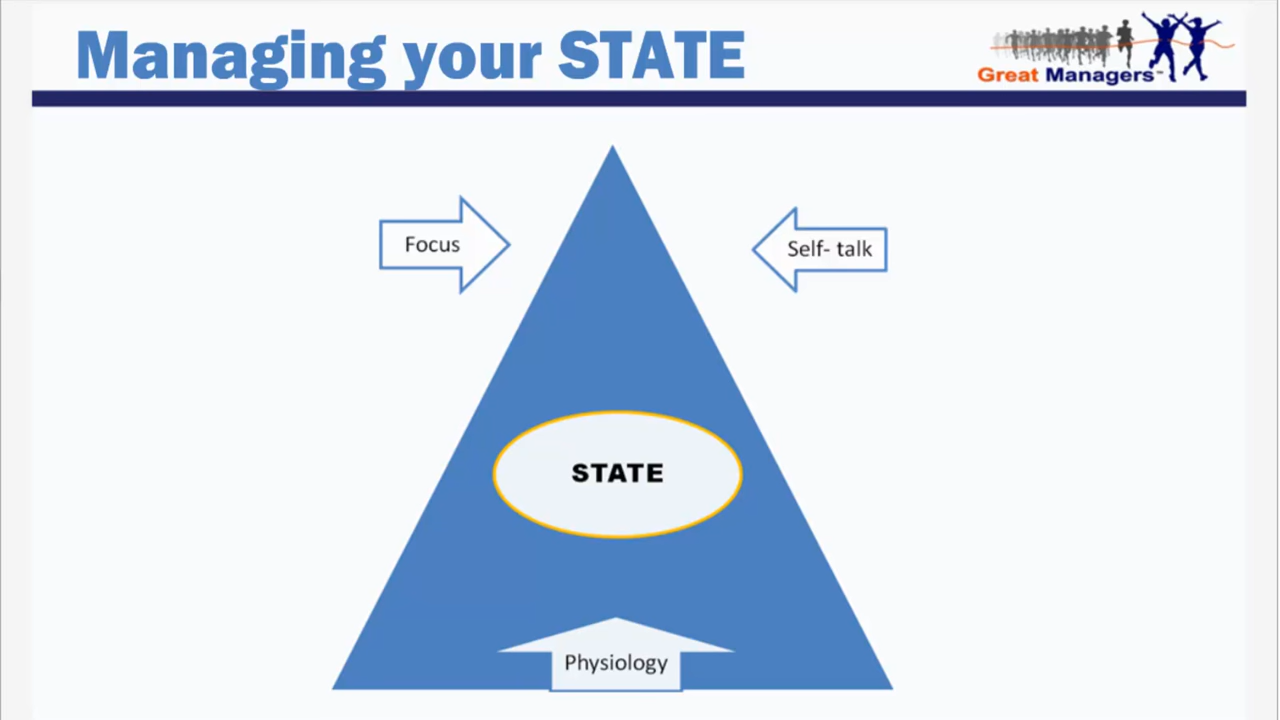 Managing your STATE
Great Managers™
Focus
Self- talk
STATE
Physiology